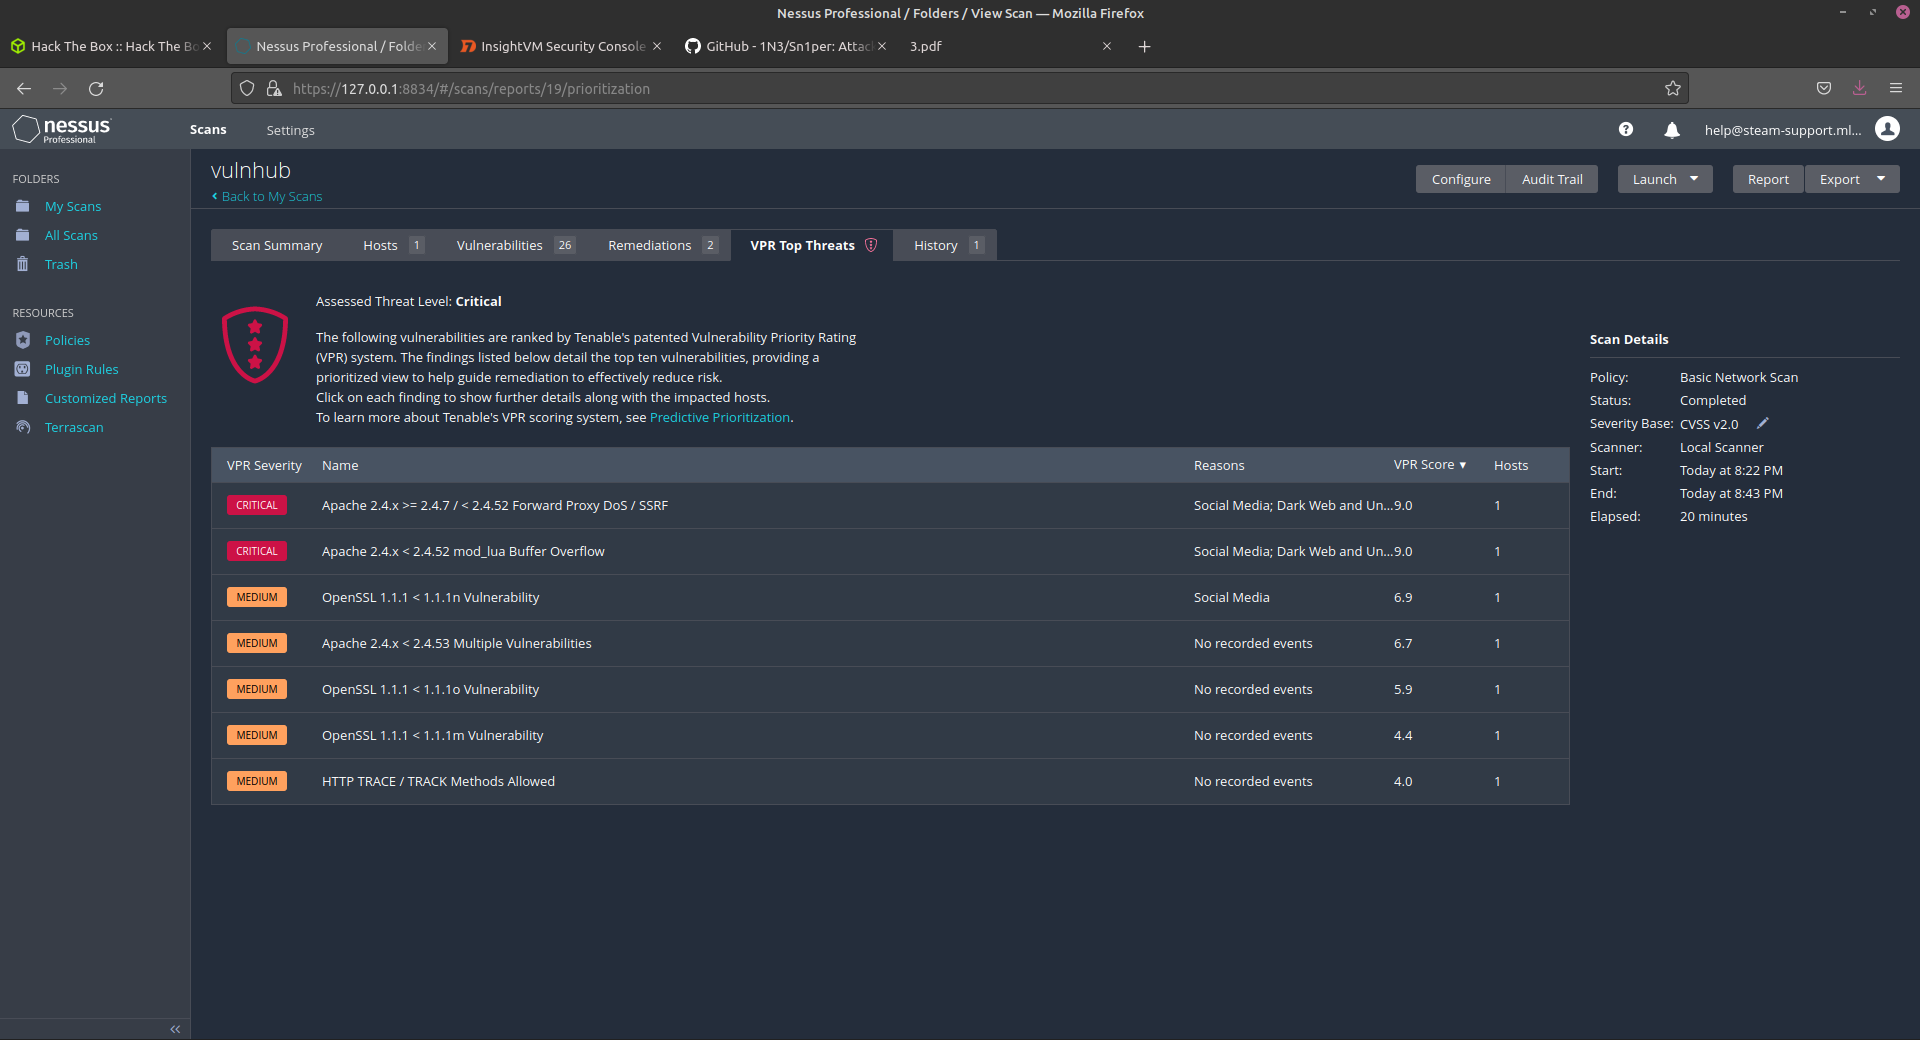 Nessus Professional / Folders / View Scan — Mozilla Firefox
Hack The Box :: Hack The Bo
Nessus Professional / Folde
InsightVM Security Console
GitHub - 1N3/Sn1per: Attac
3.pdf
https://127.0.0.1:8834/#/scans/reports/19/prioritization
nessus
Professional
Scans
Settings
help@steam-support.ml...
FOLDERS
My Scans
All Scans
Trash
RESOURCES
Policies
Plugin Rules
Customized Reports
Terrascan
vulnhub
Back to My Scans
Configure
Audit Trail
Launch
Report
Export
Scan Summary
Hosts 1
Vulnerabilities 26
Remediations 2
VPR Top Threats
History 1
Assessed Threat Level: Critical
The following vulnerabilities are ranked by Tenable's patented Vulnerability Priority Rating
(VPR) system. The findings listed below detail the top ten vulnerabilities, providing a
prioritized view to help guide remediation to effectively reduce risk.
Click on each finding to show further details along with the impacted hosts.
To learn more about Tenable's VPR scoring system, see Predictive Prioritization.
VPR Severity Name Reasons VPR Score ▼ Hosts
CRITICAL Apache 2.4.x >= 2.4.7 / < 2.4.52 Forward Proxy DoS / SSRF Social Media; Dark Web and Un... 9.0 1
CRITICAL Apache 2.4.x < 2.4.52 mod_lua Buffer Overflow Social Media; Dark Web and Un... 9.0 1
MEDIUM OpenSSL 1.1.1 < 1.1.1n Vulnerability Social Media 6.9 1
MEDIUM Apache 2.4.x < 2.4.53 Multiple Vulnerabilities No recorded events 6.7 1
MEDIUM OpenSSL 1.1.1 < 1.1.1o Vulnerability No recorded events 5.9 1
MEDIUM OpenSSL 1.1.1 < 1.1.1m Vulnerability No recorded events 4.4 1
MEDIUM HTTP TRACE / TRACK Methods Allowed No recorded events 4.0 1
Scan Details
Policy: Basic Network Scan
Status: Completed
Severity Base: CVSS v2.0
Scanner: Local Scanner
Start: Today at 8:22 PM
End: Today at 8:43 PM
Elapsed: 20 minutes